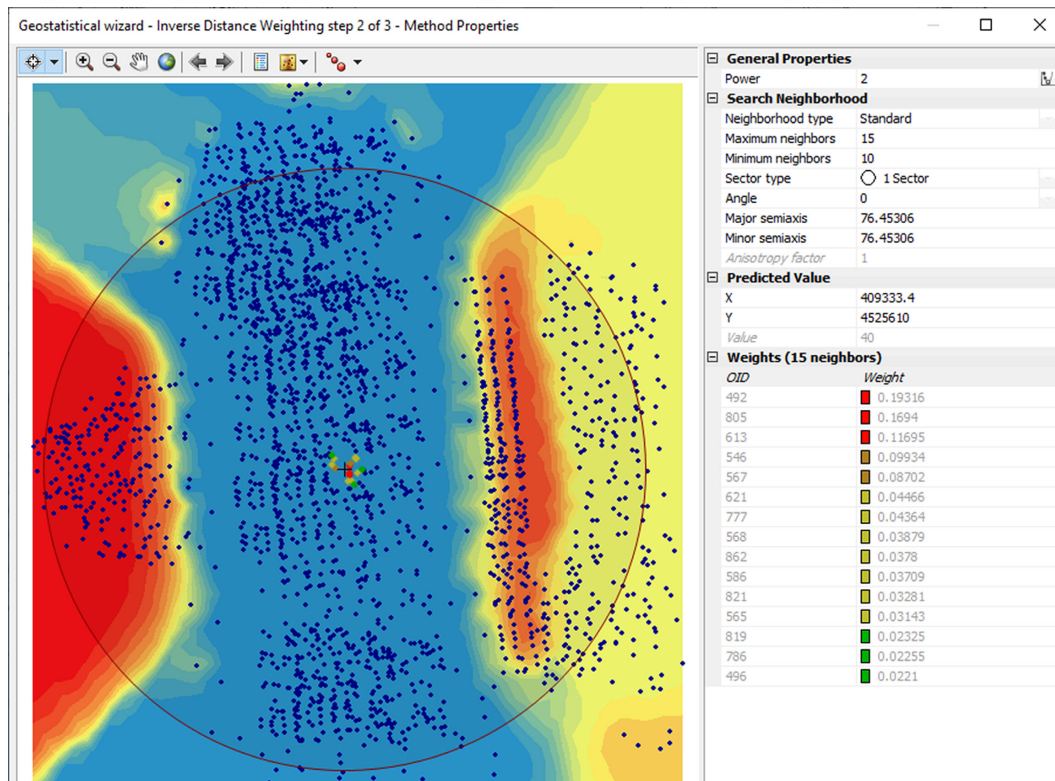 Geostatistical wizard - Inverse Distance Weighting step 2 of 3 - Method Properties
General Properties
Power 2
Search Neighborhood
Neighborhood type Standard
Maximum neighbors 15
Minimum neighbors 10
Sector type 1 Sector
Angle 0
Major semiaxis 76.45306
Minor semiaxis 76.45306
Anisotropy factor 1
Predicted Value
X 409333.4
Y 4525610
Value 40
Weights (15 neighbors)
OID Weight
492 0.19316
805 0.1694
613 0.11695
546 0.09934
567 0.08702
621 0.04466
777 0.04364
568 0.03879
862 0.0378
586 0.03709
821 0.03281
565 0.03143
819 0.02325
786 0.02255
496 0.0221